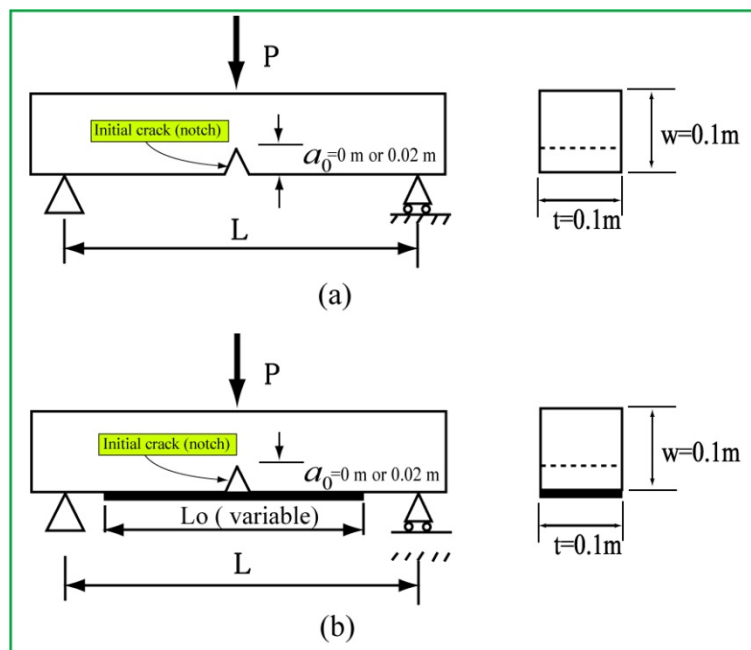 P
Initial crack (notch)
a₀=0 m or 0.02 m
w=0.1m
L
t=0.1m
(a)
P
Initial crack (notch)
a₀=0 m or 0.02 m
w=0.1m
Lo ( variable)
t=0.1m
L
(b)